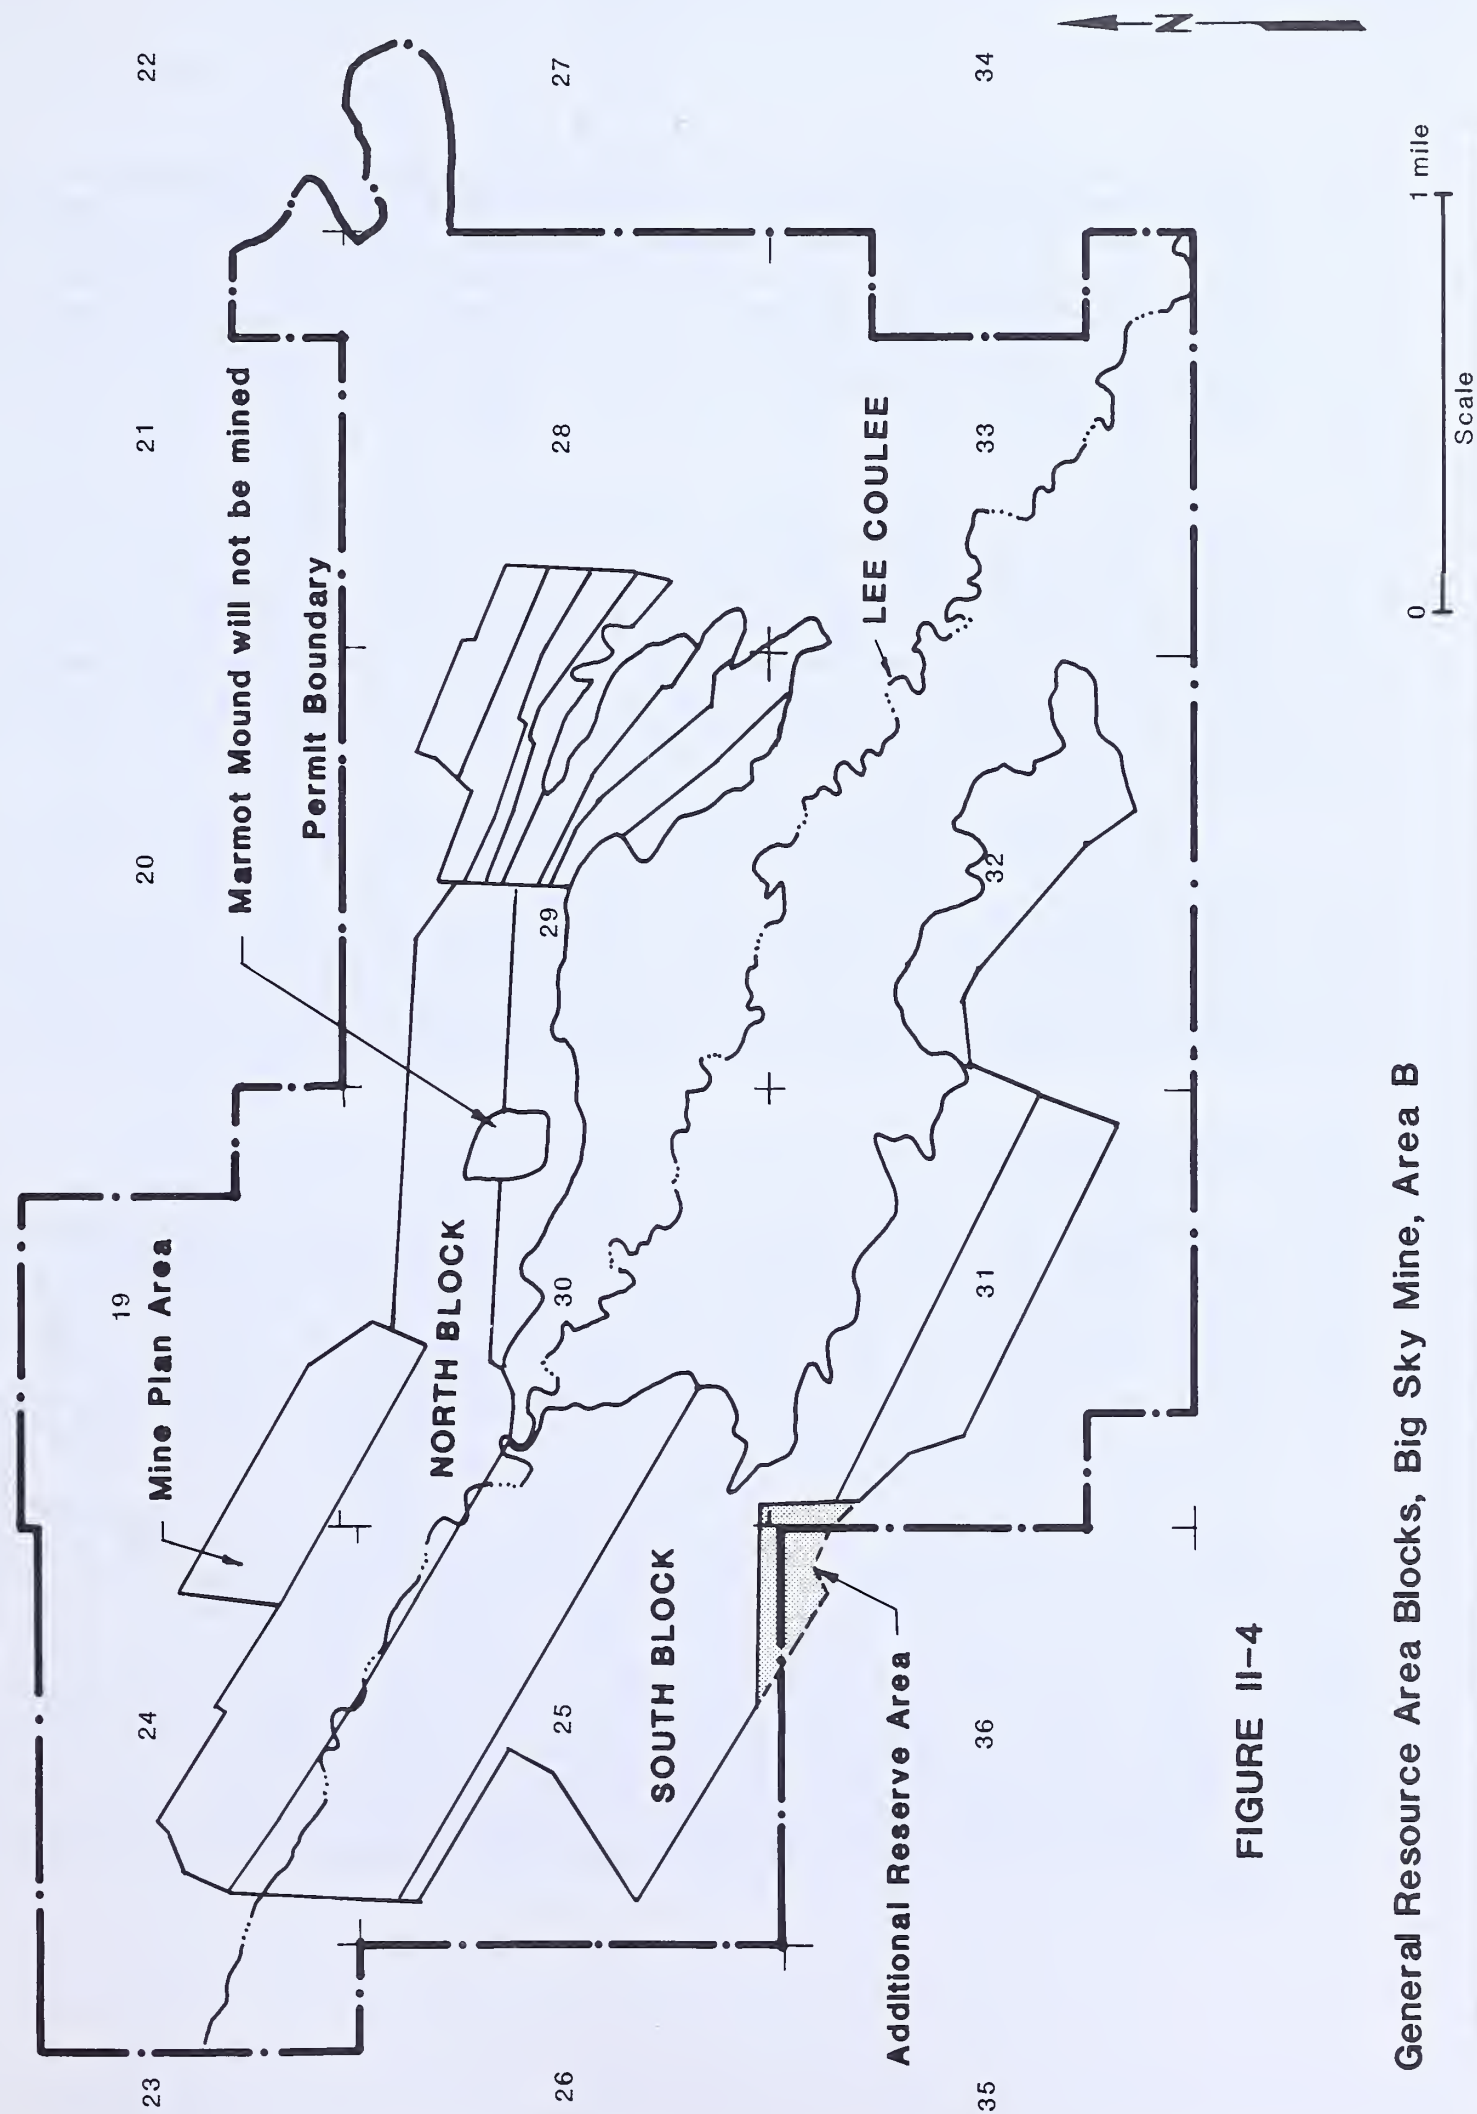 23
24
19
20
21
22
Mine Plan Area
Marmot Mound will not be mined
Permit Boundary
NORTH BLOCK
26
25
30
29
28
27
SOUTH BLOCK
LEE COULEE
Additional Reserve Area
35
36
31
32
33
34
N
FIGURE II-4
0
1 mile
Scale
General Resource Area Blocks, Big Sky Mine, Area B